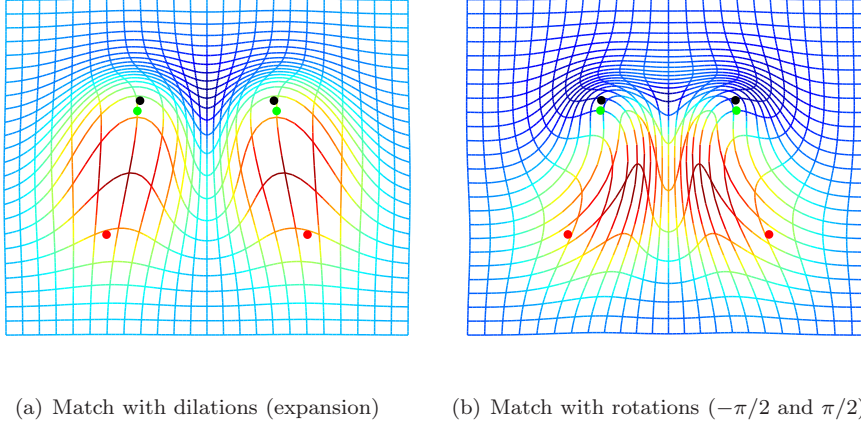 (a) Match with dilations (expansion)
(b) Match with rotations (−π/2 and π/2)